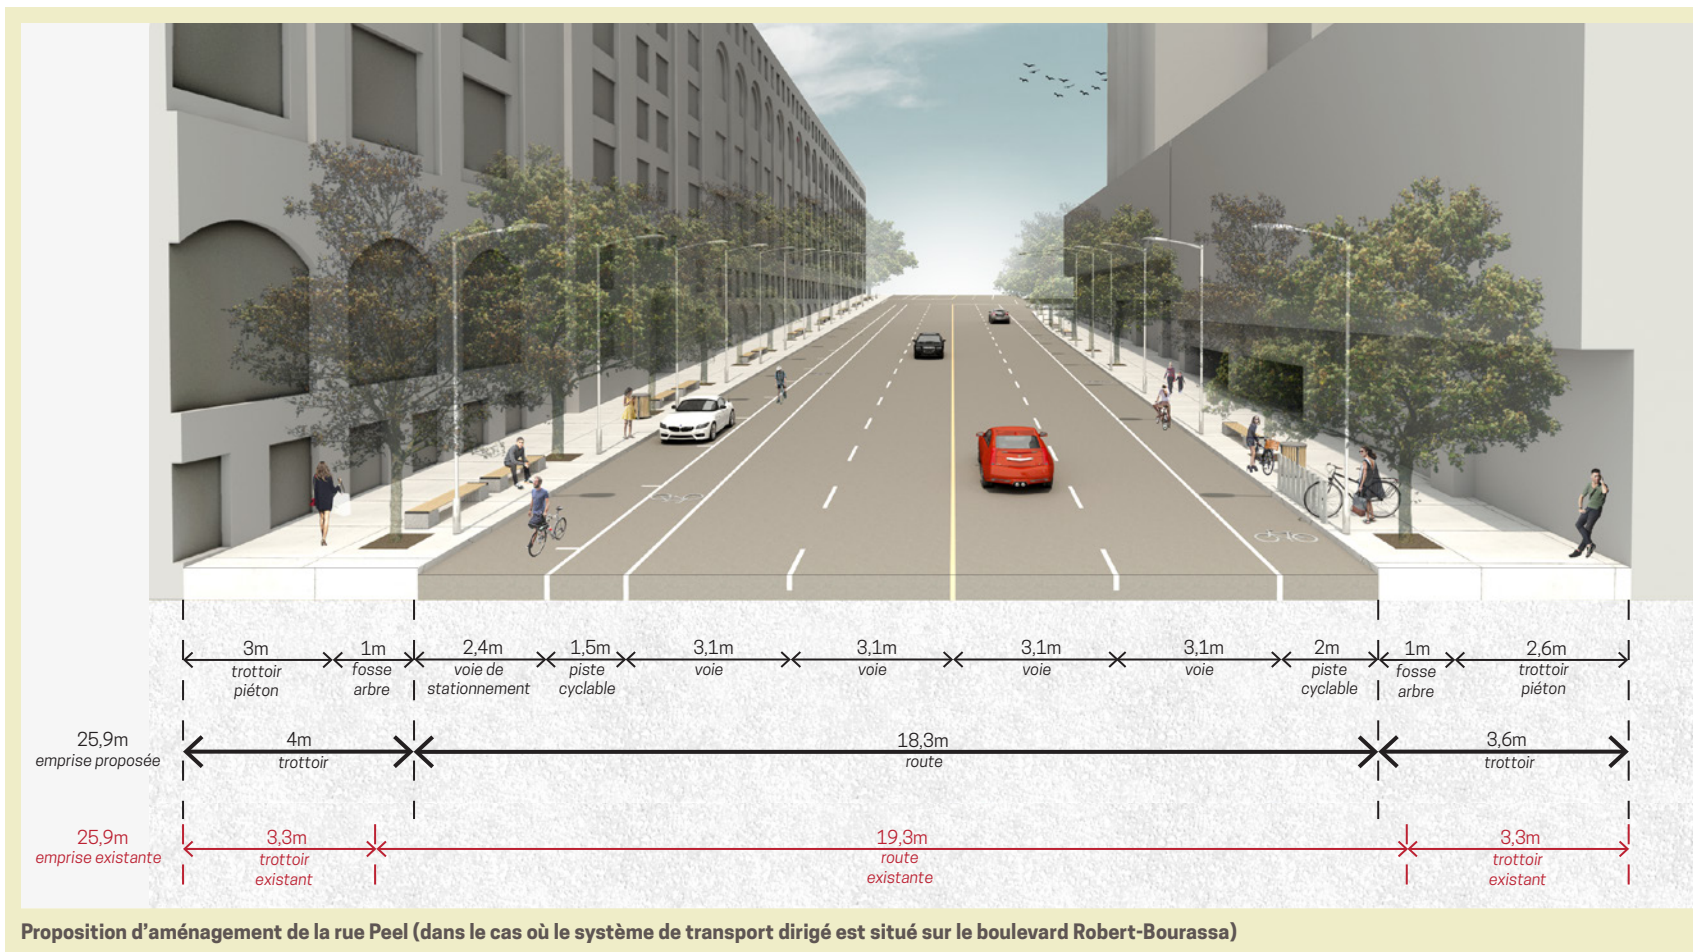 3m
trottoir
piéton
1m
fosse
arbre
2,4m
voie de
stationnement
1,5m
piste
cyclable
3,1m
voie
3,1m
voie
3,1m
voie
3,1m
voie
2m
piste
cyclable
1m
fosse
arbre
2,6m
trottoir
piéton
25,9m
emprise proposée
4m
trottoir
18,3m
route
3,6m
trottoir
25,9m
emprise existante
3,3m
trottoir
existant
19,3m
route
existante
3,3m
trottoir
existant
Proposition d’aménagement de la rue Peel (dans le cas où le système de transport dirigé est situé sur le boulevard Robert-Bourassa)